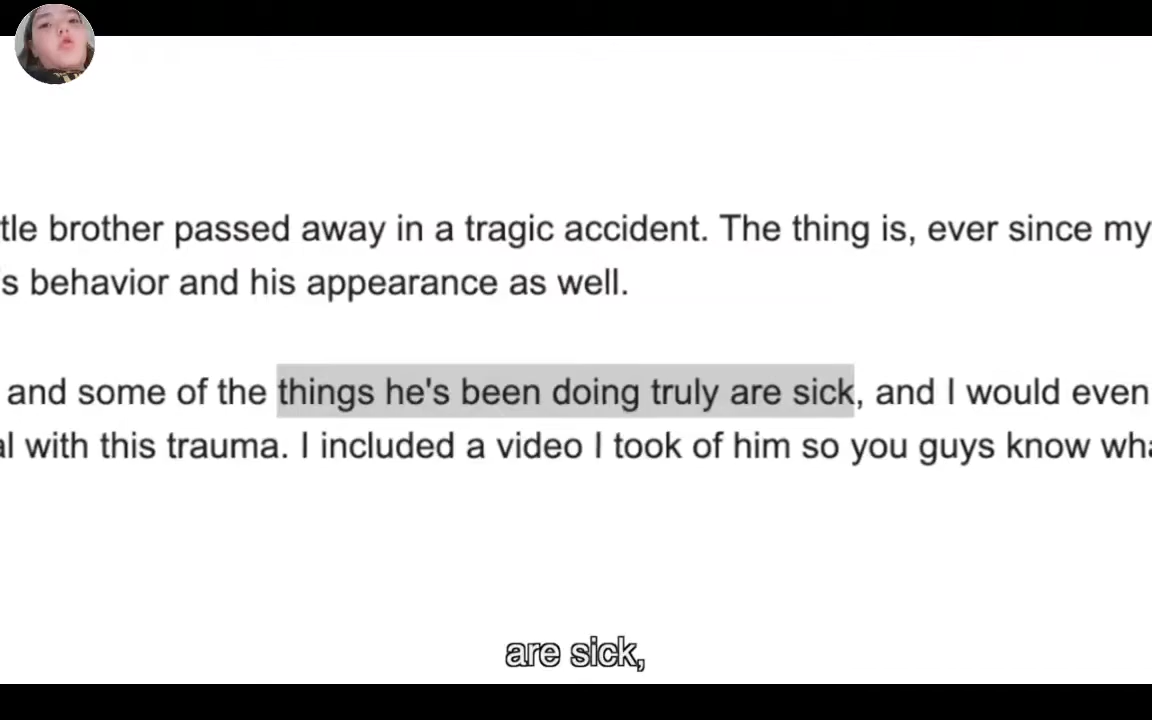 tle brother passed away in a tragic accident. The thing is, ever since my
s behavior and his appearance as well.
and some of the things he's been doing truly are sick, and I would even
al with this trauma. I included a video I took of him so you guys know wha
are sick,